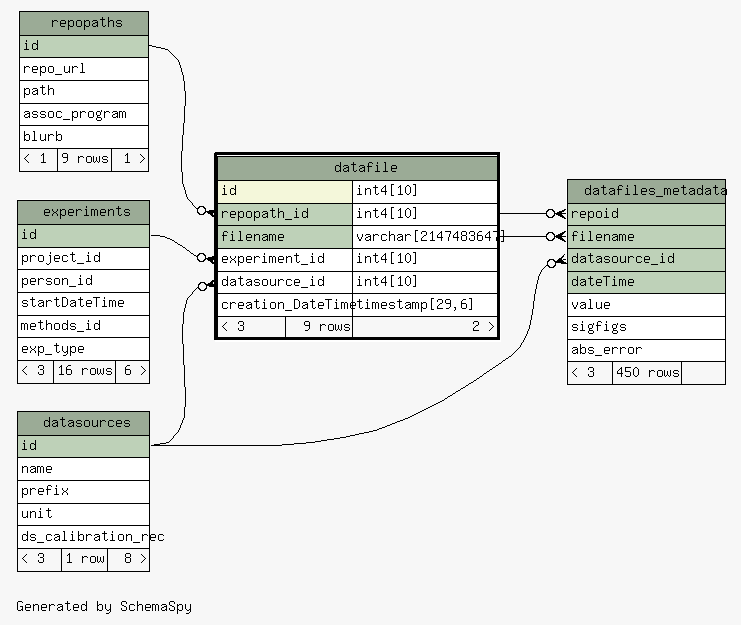 repopaths
id
repo_url
path
assoc_program
blurb
< 1 9 rows 1 >
experiments
id
project_id
person_id
startDateTime
methods_id
exp_type
< 3 16 rows 6 >
datasources
id
name
prefix
unit
ds_calibration_rec
< 3 1 row 8 >
datafile
id int4[10]
repopath_id int4[10]
filename varchar[2147483647]
experiment_id int4[10]
datasource_id int4[10]
creation_DateTime timestamp[29,6]
< 3 9 rows 2 >
datafiles_metadata
repoid
filename
datasource_id
dateTime
value
sigfigs
abs_error
< 3 450 rows
Generated by SchemaSpy